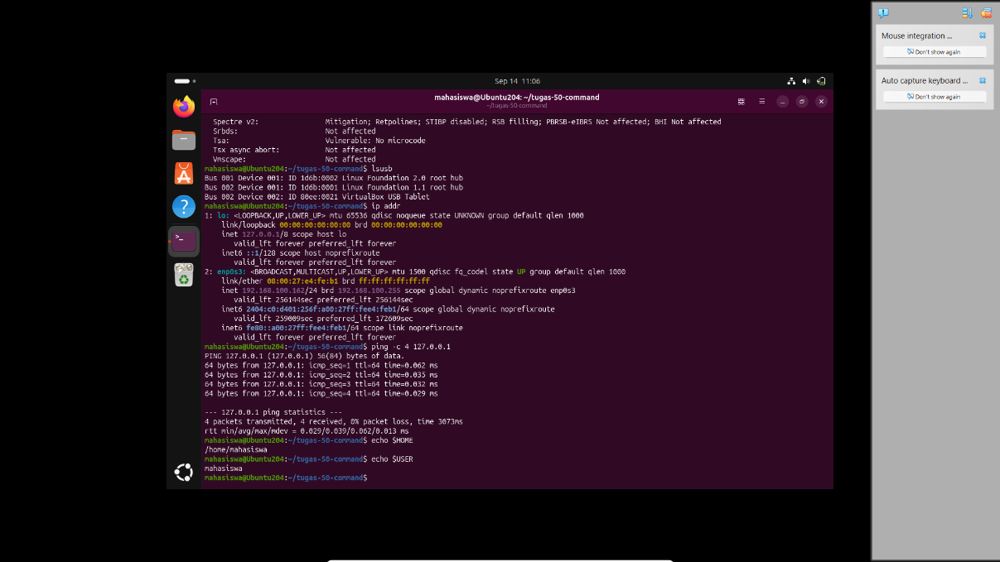 Sep 14 11:06
mahasiswa@Ubuntu204: ~/tugas-50-command
~/tugas-50-command
Spectre v2: Mitigation; Retpolines; STIBP disabled; RSB filling; PBRSB-eIBRS Not affected; BHI Not affected
Srbds: Not affected
Tsa: Vulnerable: No microcode
Tsx async abort: Not affected
Vmscape: Not affected
mahasiswa@Ubuntu204:~/tugas-50-command$ lsusb
Bus 001 Device 001: ID 1d6b:0002 Linux Foundation 2.0 root hub
Bus 002 Device 001: ID 1d6b:0001 Linux Foundation 1.1 root hub
Bus 002 Device 002: ID 80ee:0021 VirtualBox USB Tablet
mahasiswa@Ubuntu204:~/tugas-50-command$ ip addr
1: lo: <LOOPBACK,UP,LOWER_UP> mtu 65536 qdisc noqueue state UNKNOWN group default qlen 1000
link/loopback 00:00:00:00:00:00 brd 00:00:00:00:00:00
inet 127.0.0.1/8 scope host lo
valid_lft forever preferred_lft forever
inet6 ::1/128 scope host noprefixroute
valid_lft forever preferred_lft forever
2: enp0s3: <BROADCAST,MULTICAST,UP,LOWER_UP> mtu 1500 qdisc fq_codel state UP group default qlen 1000
link/ether 08:00:27:e4:fe:b1 brd ff:ff:ff:ff:ff:ff
inet 192.168.100.162/24 brd 192.168.100.255 scope global dynamic noprefixroute enp0s3
valid_lft 256144sec preferred_lft 256144sec
inet6 2404:c0:d401:256f:a00:27ff:fee4:feb1/64 scope global dynamic noprefixroute
valid_lft 259009sec preferred_lft 172609sec
inet6 fe80::a00:27ff:fee4:feb1/64 scope link noprefixroute
valid_lft forever preferred_lft forever
mahasiswa@Ubuntu204:~/tugas-50-command$ ping -c 4 127.0.0.1
PING 127.0.0.1 (127.0.0.1) 56(84) bytes of data.
64 bytes from 127.0.0.1: icmp_seq=1 ttl=64 time=0.062 ms
64 bytes from 127.0.0.1: icmp_seq=2 ttl=64 time=0.035 ms
64 bytes from 127.0.0.1: icmp_seq=3 ttl=64 time=0.032 ms
64 bytes from 127.0.0.1: icmp_seq=4 ttl=64 time=0.029 ms
--- 127.0.0.1 ping statistics ---
4 packets transmitted, 4 received, 0% packet loss, time 3073ms
rtt min/avg/max/mdev = 0.029/0.039/0.062/0.013 ms
mahasiswa@Ubuntu204:~/tugas-50-command$ echo $HOME
/home/mahasiswa
mahasiswa@Ubuntu204:~/tugas-50-command$ echo $USER
mahasiswa
mahasiswa@Ubuntu204:~/tugas-50-command$
Mouse integration ...
Don't show again
Auto capture keyboard ...
Don't show again